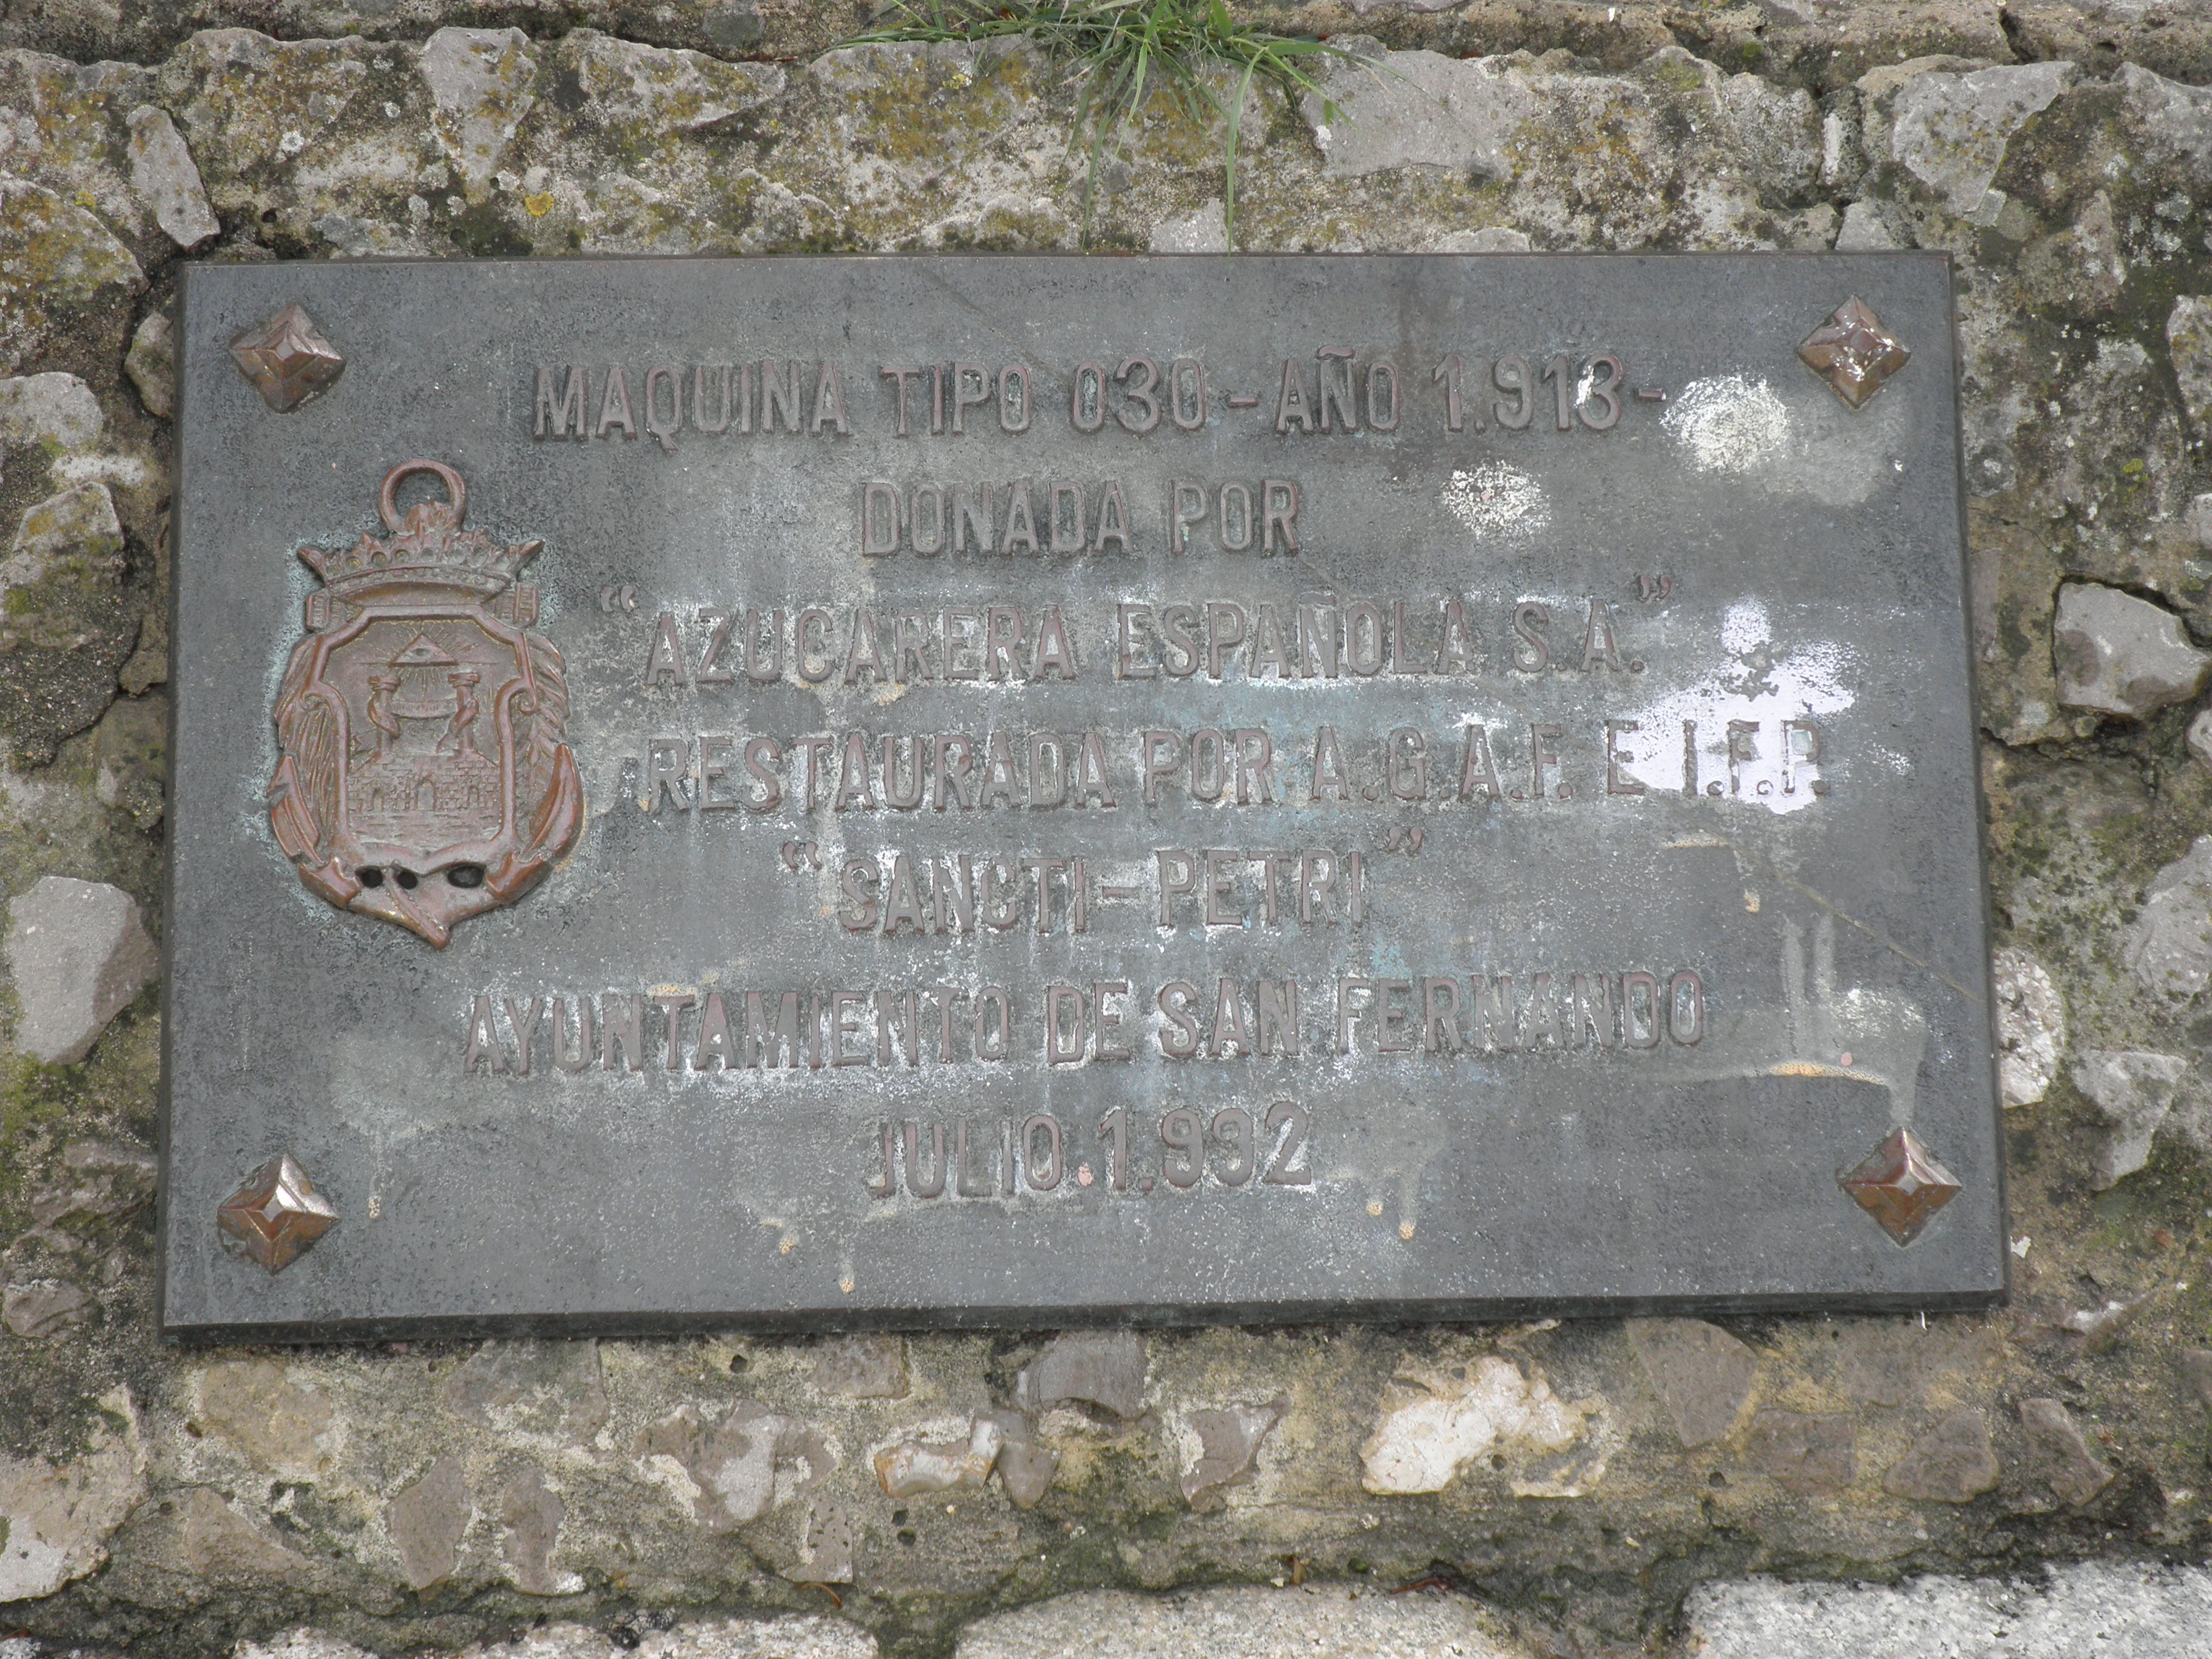 MAQUINA TIPO 030 - AÑO 1.913 -
DONADA POR
“AZUCARERA ESPAÑOLA S.A.”
RESTAURADA POR A.G.A.F. E I.F.P.
“SANCTI-PETRI”
AYUNTAMIENTO DE SAN FERNANDO
JULIO.1.992